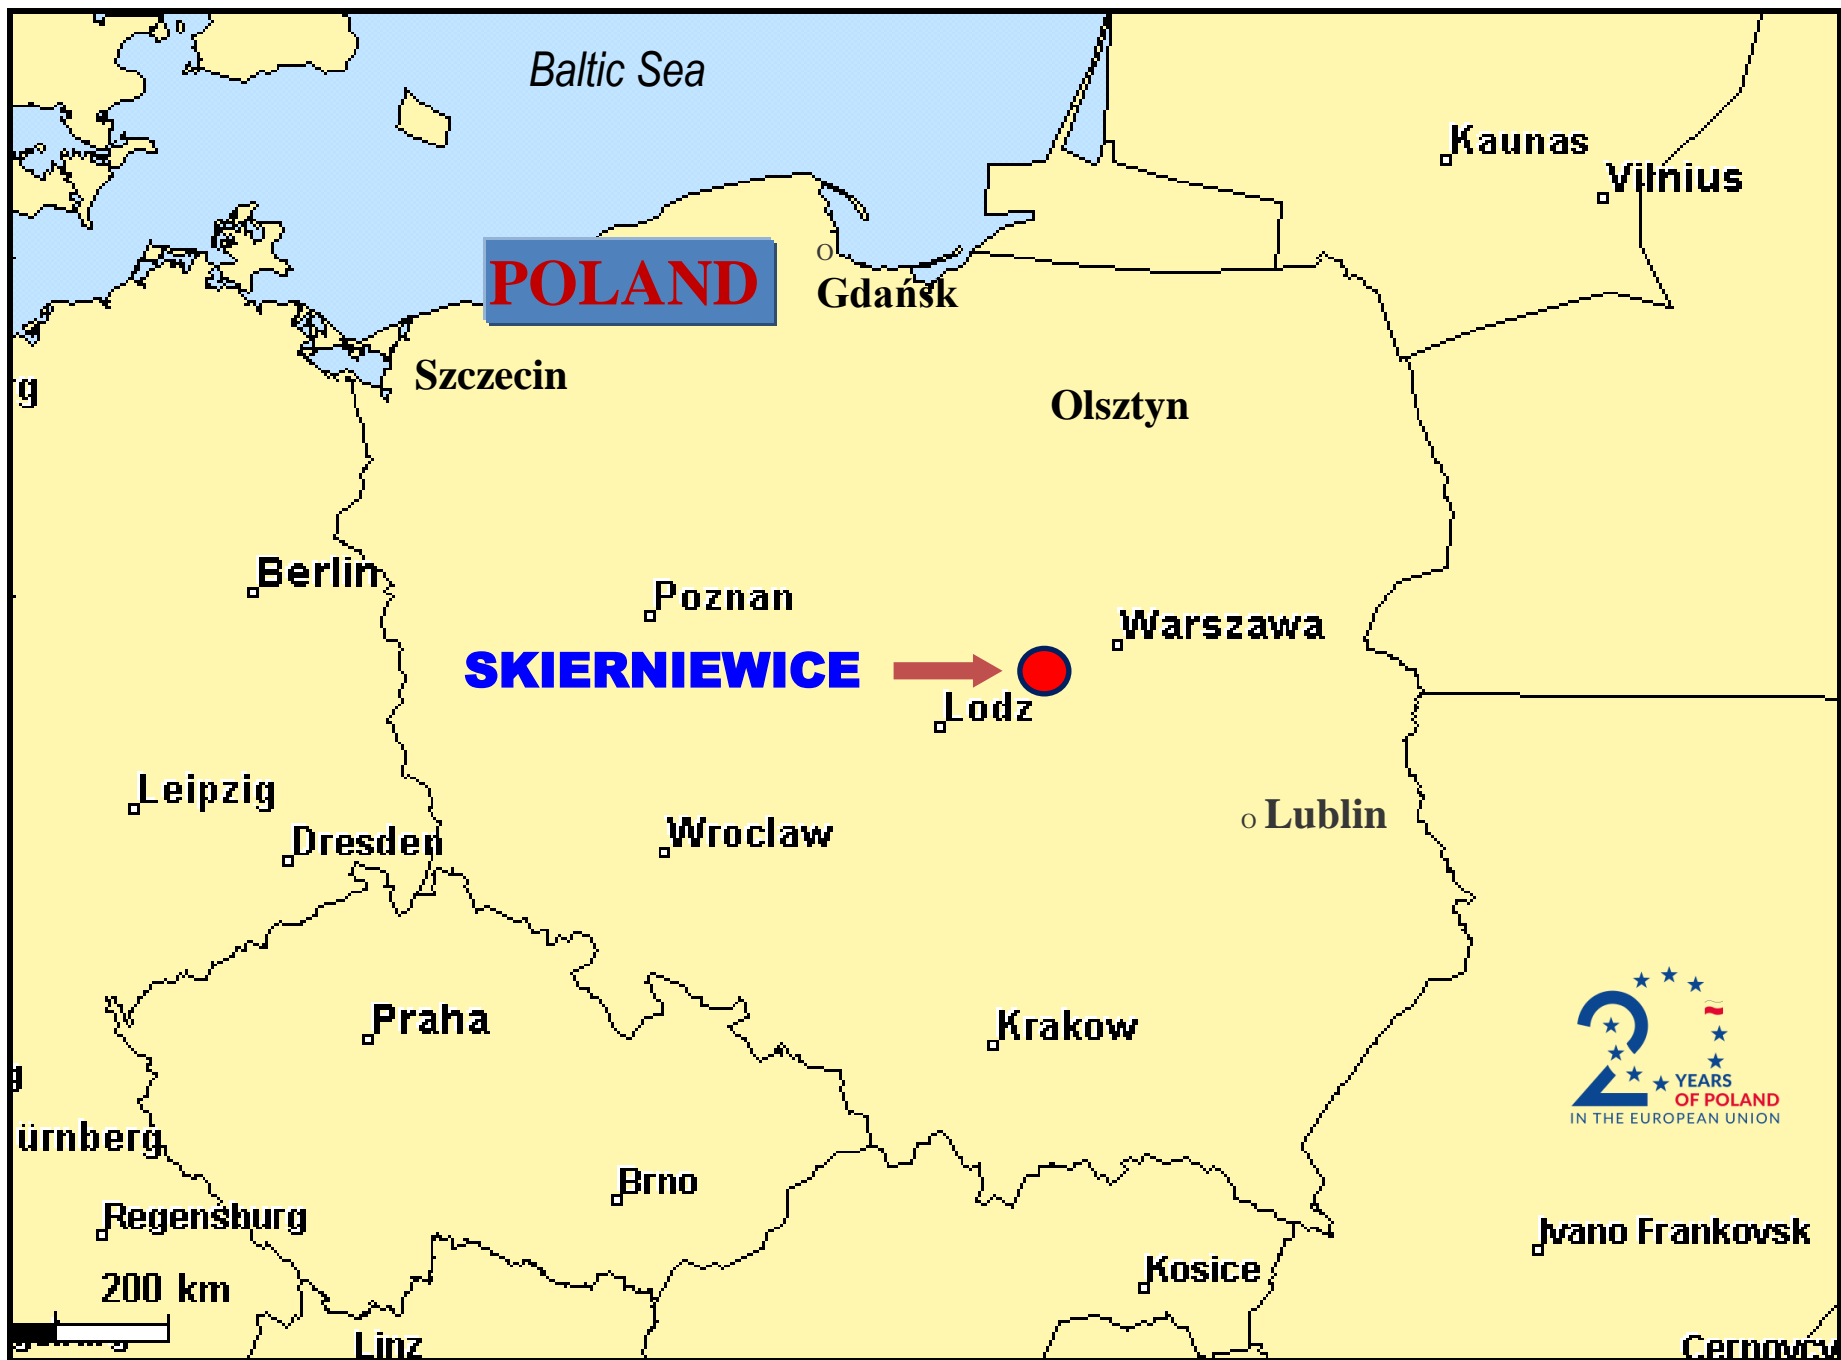 Baltic Sea
Kaunas
Vilnius
POLAND
Gdańsk
Szczecin
Olsztyn
Berlin
Poznan
Warszawa
SKIERNIEWICE
Lodz
Leipzig
Lublin
Dresden
Wroclaw
Praha
Krakow
20 YEARS
OF POLAND
IN THE EUROPEAN UNION
ürnberg
Brno
Regensburg
Ivano Frankovsk
Kosice
200 km
Linz